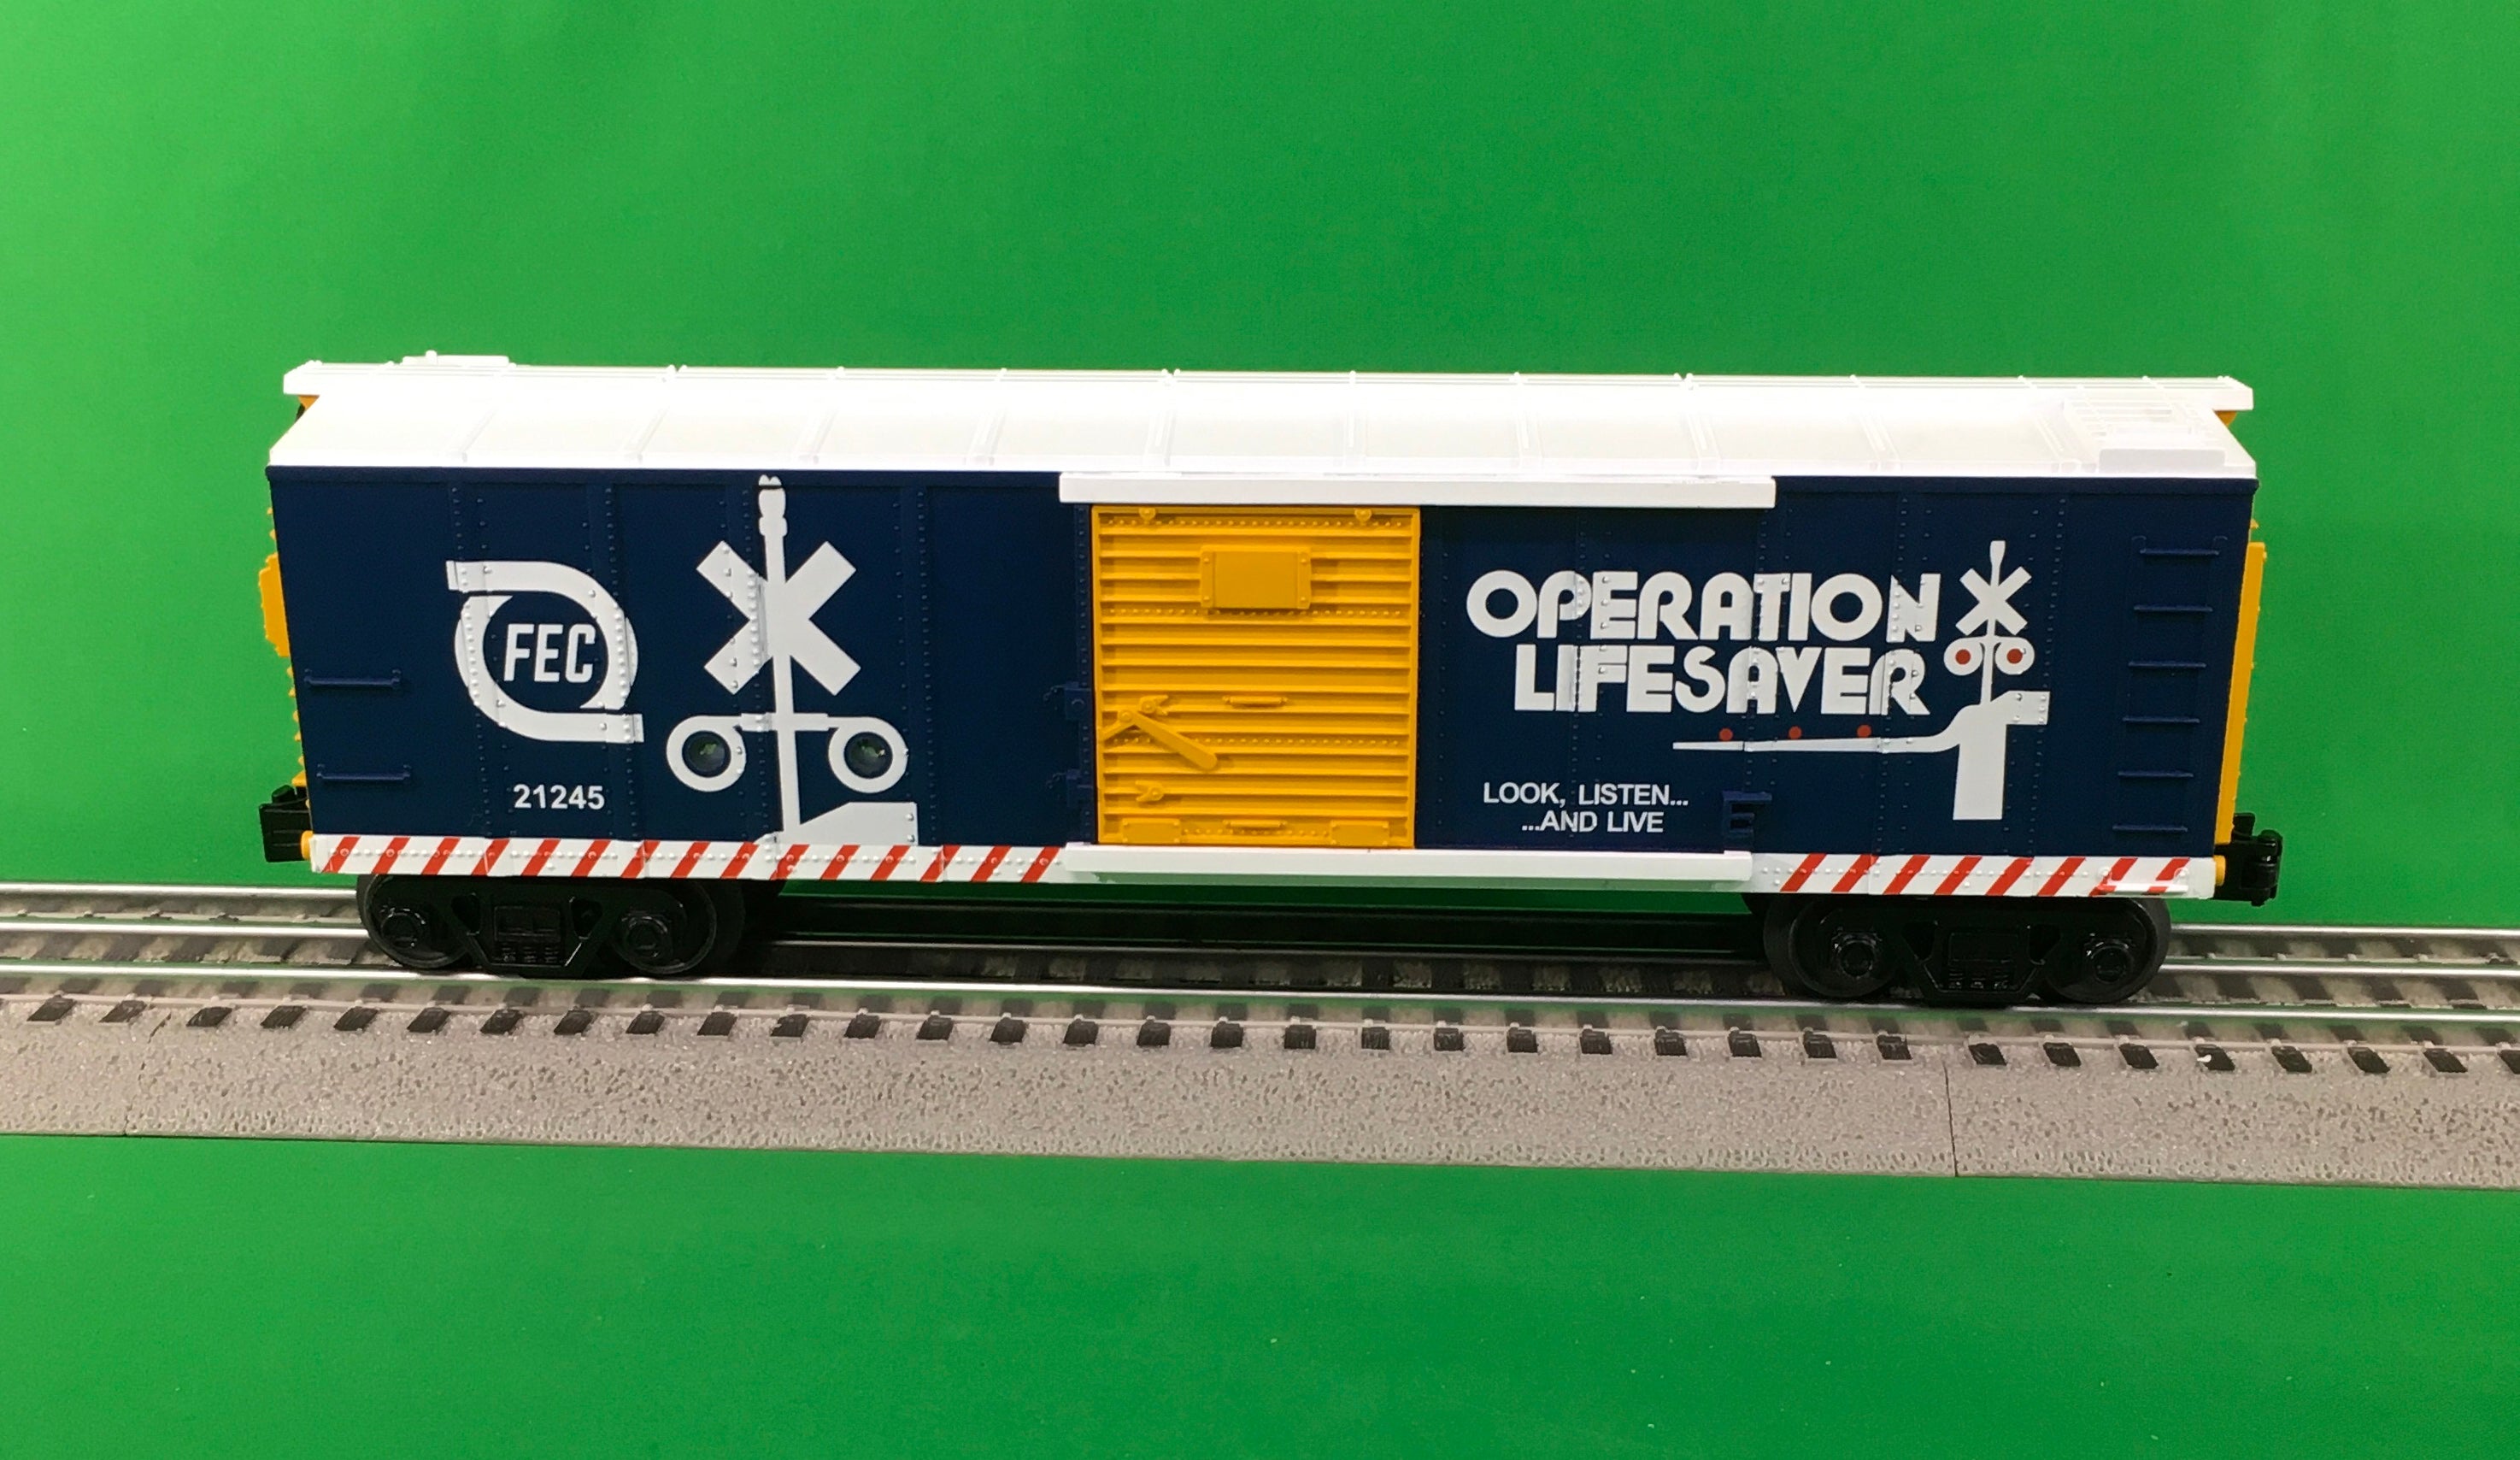 FEC
21245
OPERATION
LIFESAVER
LOOK, LISTEN...
...AND LIVE